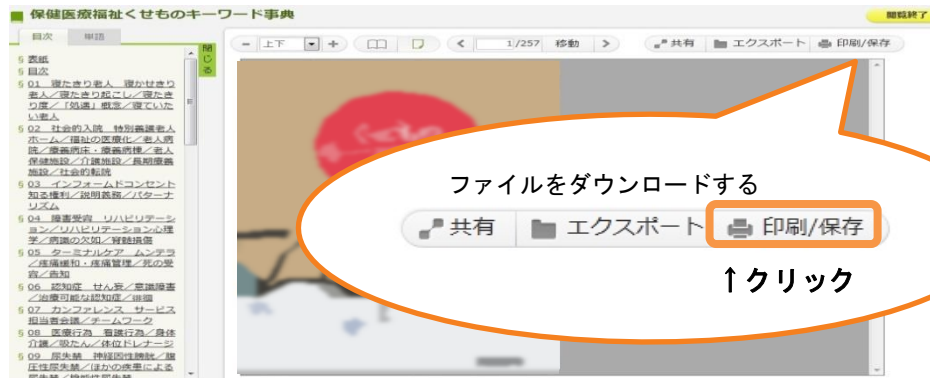 保健医療福祉くせものキーワード事典
閲覧終了
目次 単語
閉じる
- 上下 + < 1/257 移動 > 共有 エクスポート 印刷/保存
§ 表紙
§ 目次
§ 01 寝たきり老人 寝かせきり
老人／寝たきり起こし／寝たき
り度／「処遇」概念／寝ていた
い老人
§ 02 社会的入院 特別養護老人
ホーム／福祉の医療化／老人病
院／療養病床・療養病棟／老人
保健施設／介護施設／長期療養
施設／社会的転院
§ 03 インフォームドコンセント
知る権利／説明義務／パターナ
リズム
§ 04 障害受容 リハビリテーシ
ョン／リハビリテーション心理
学／病識の欠如／脊髄損傷
§ 05 ターミナルケア ムンテラ
／疼痛緩和・疼痛管理／死の受
容／告知
§ 06 認知症 せん妄／意識障害
／治療可能な認知症／徘徊
§ 07 カンファレンス サービス
担当者会議／チームワーク
§ 08 医療行為 看護行為／身体
介護／吸たん／体位ドレナージ
§ 09 尿失禁 神経因性膀胱／腹
圧性尿失禁／ほかの疾患による
ファイルをダウンロードする
共有 エクスポート 印刷/保存
↑クリック